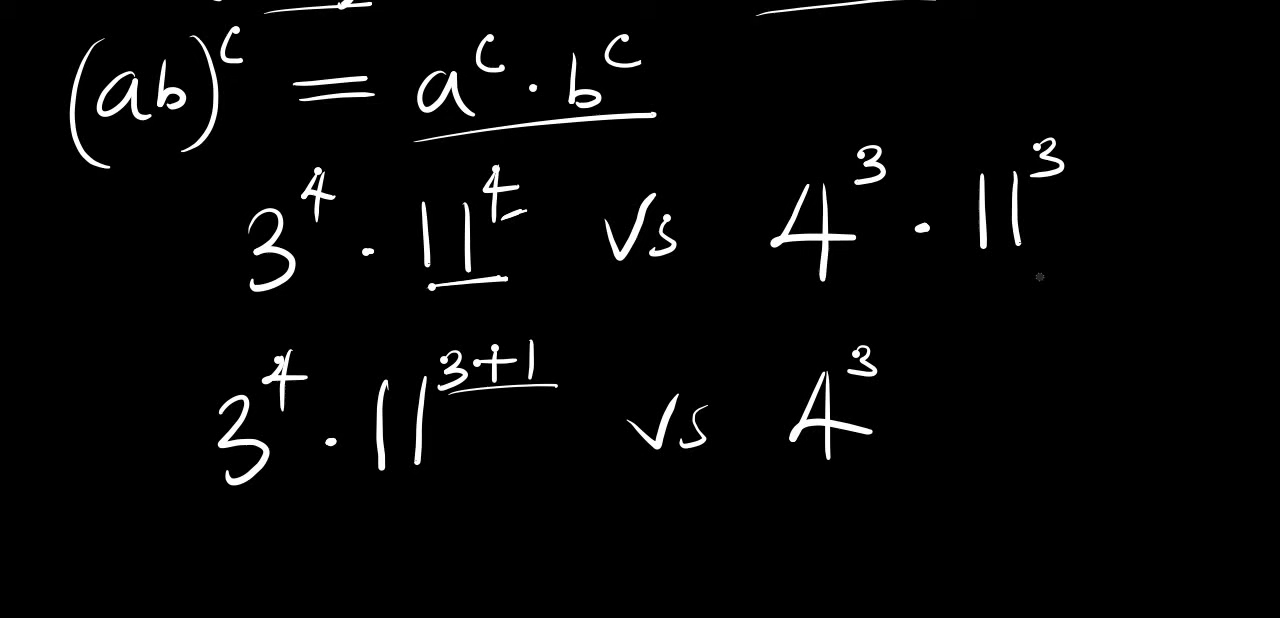 (ab)^c = a^c · b^c
3^4 · 11^4 vs 4^3 · 11^3
3^4 · 11^{3+1} vs 4^3